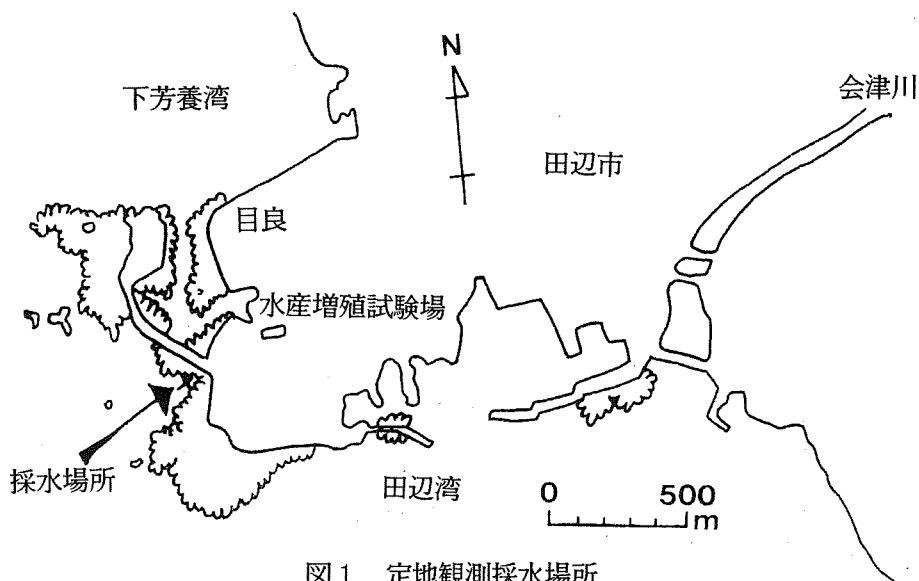 N
下芳養湾
会津川
田辺市
目良
水産増殖試験場
採水場所
田辺湾
0 500
m
図1 定地観測採水場所